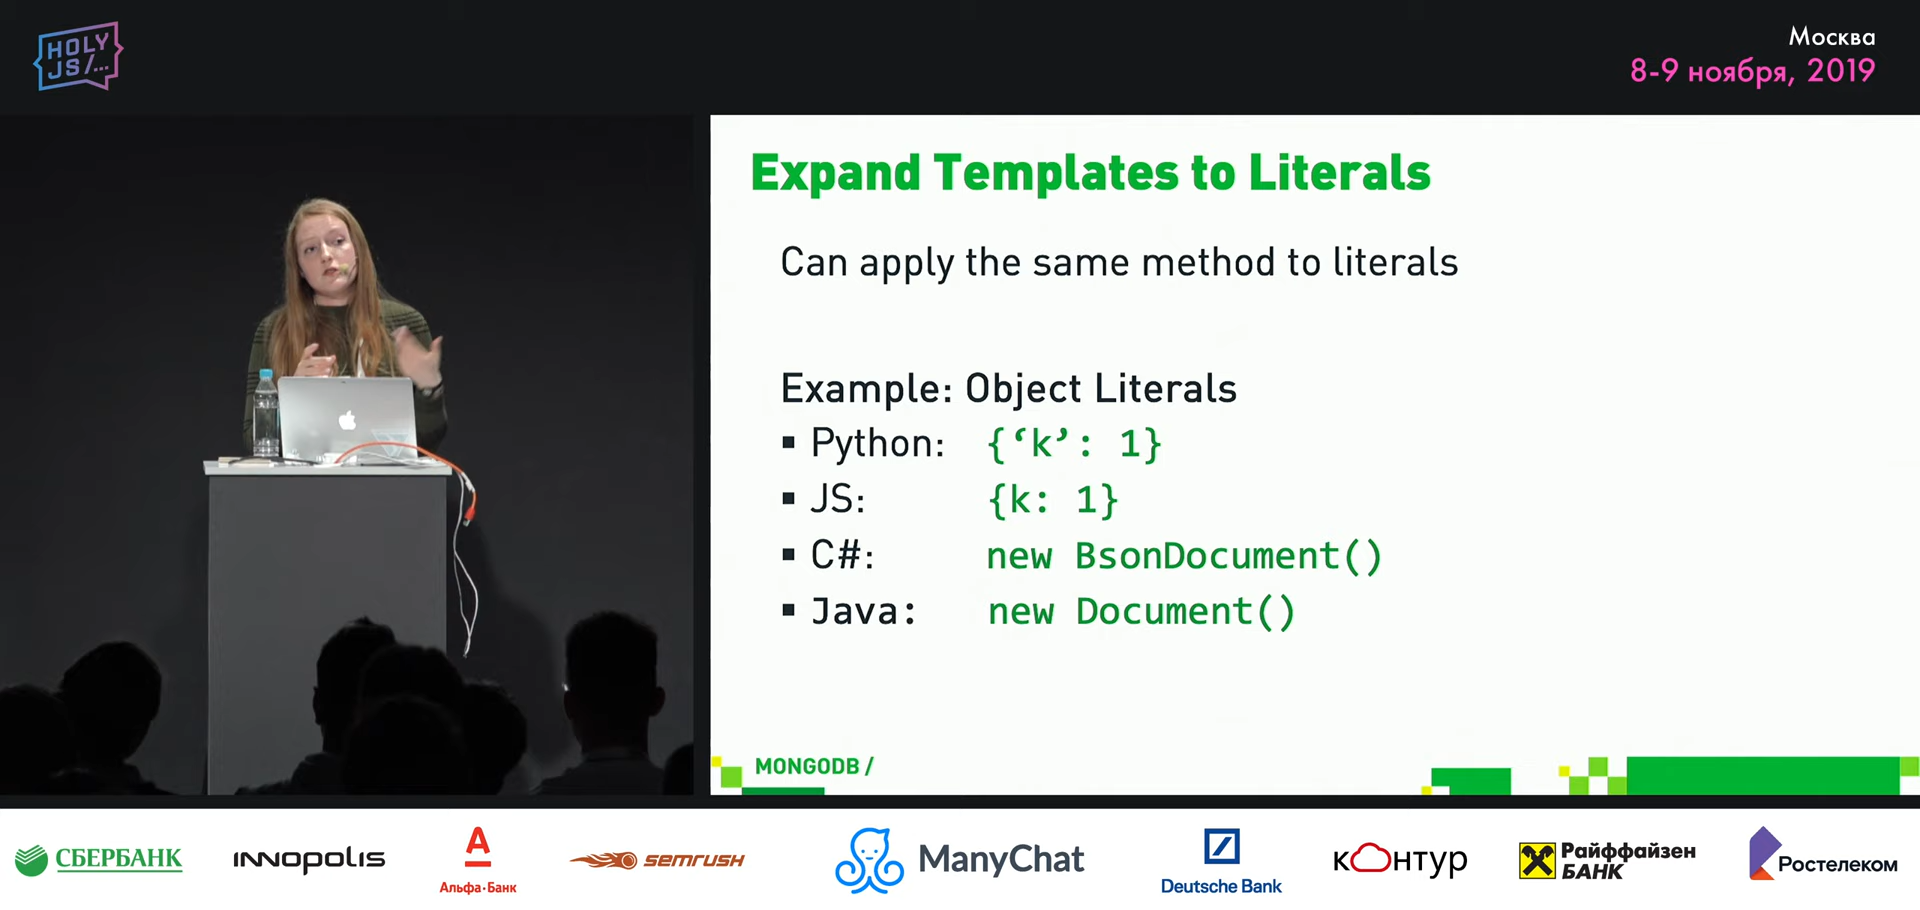 HOLY
JS/...
Москва
8-9 ноября, 2019
Expand Templates to Literals
Can apply the same method to literals
Example: Object Literals
▪ Python: {‘k’: 1}
▪ JS: {k: 1}
▪ C#: new BsonDocument()
▪ Java: new Document()
MONGODB /
СБЕРБАНК
INNOPOLIS
Альфа·Банк
semrush
ManyChat
Deutsche Bank
контур
Райффайзен
БАНК
Ростелеком